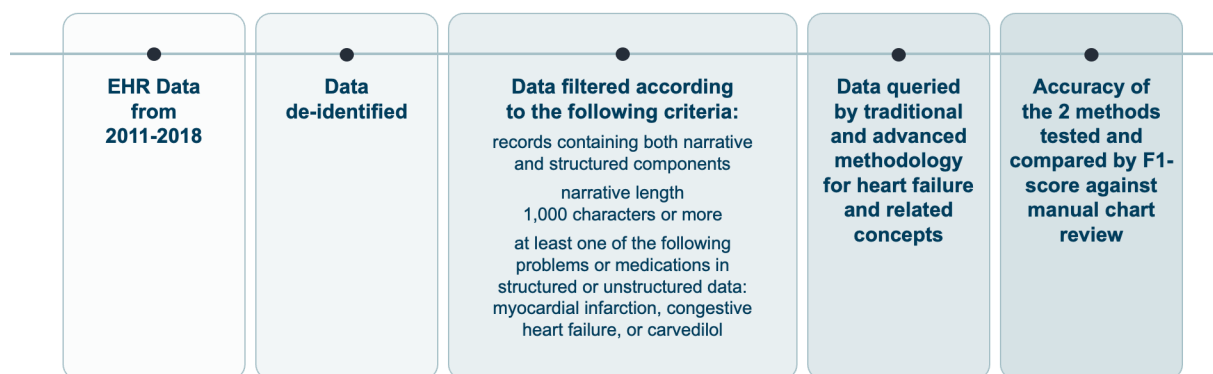 EHR Data
from
2011-2018
Data
de-identified
Data filtered according
to the following criteria:
records containing both narrative
and structured components
narrative length
1,000 characters or more
at least one of the following
problems or medications in
structured or unstructured data:
myocardial infarction, congestive
heart failure, or carvedilol
Data queried
by traditional
and advanced
methodology
for heart failure
and related
concepts
Accuracy of
the 2 methods
tested and
compared by F1-
score against
manual chart
review